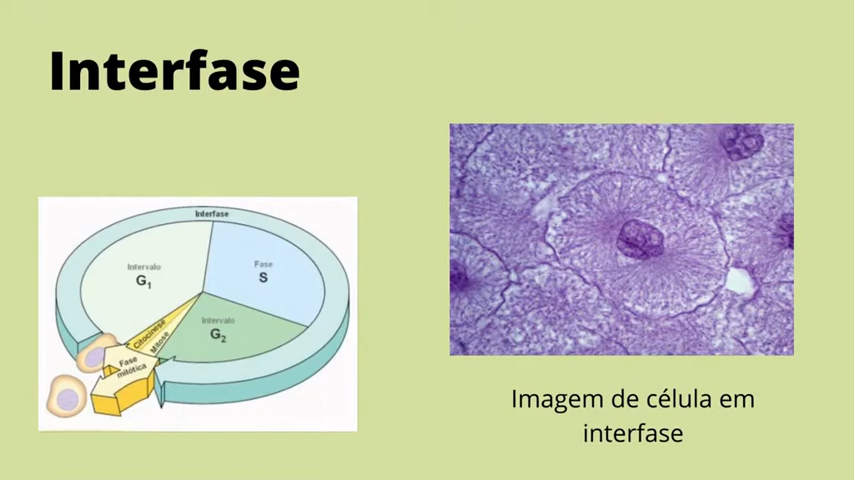 Interfase
Interfase
Intervalo
G1
Fase
S
Intervalo
G2
Citocinese
Mitose
Fase
mitótica
Imagem de célula em
interfase